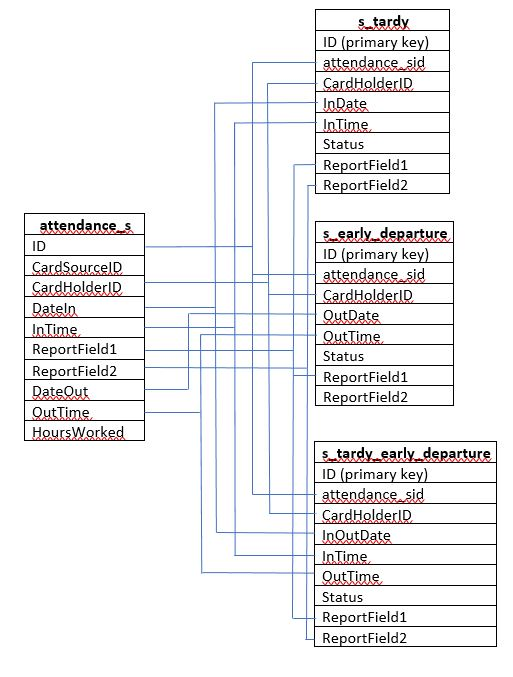 s_tardy
ID (primary key)
attendance_sid
CardHolderID
InDate
InTime
Status
ReportField1
ReportField2
attendance_s
ID
CardSourceID
CardHolderID
DateIn
InTime
ReportField1
ReportField2
DateOut
OutTime
HoursWorked
s_early_departure
ID (primary key)
attendance_sid
CardHolderID
OutDate
OutTime
Status
ReportField1
ReportField2
s_tardy_early_departure
ID (primary key)
attendance_sid
CardHolderID
InOutDate
InTime
OutTime
Status
ReportField1
ReportField2